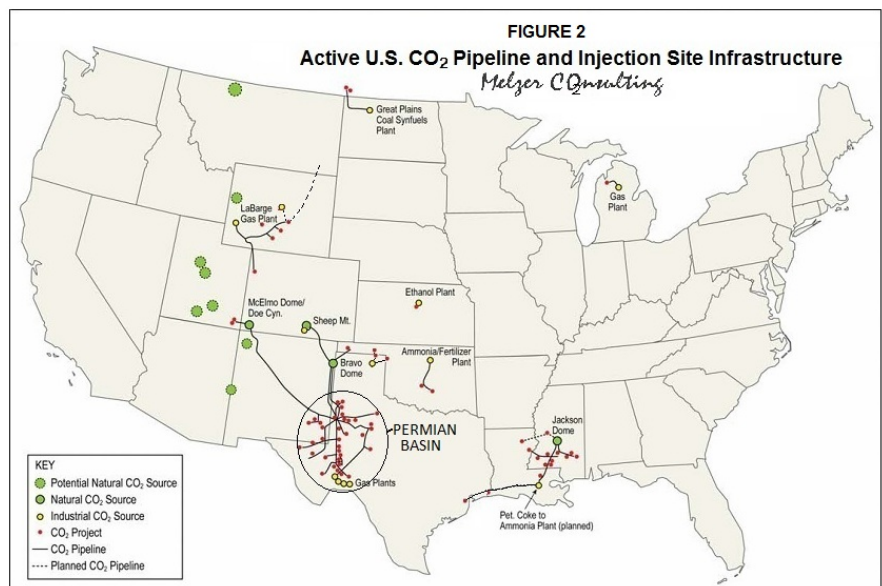 FIGURE 2
Active U.S. CO₂ Pipeline and Injection Site Infrastructure
Melzer CO₂nsulting
Great Plains
Coal Synfuels
Plant
LaBarge
Gas Plant
Gas
Plant
McElmo Dome/
Doe Cyn.
Sheep Mt.
Ethanol Plant
Bravo
Dome
Ammonia/Fertilizer
Plant
PERMIAN
BASIN
Jackson
Dome
Gas Plants
Pet. Coke to
Ammonia Plant (planned)
KEY
Potential Natural CO₂ Source
Natural CO₂ Source
Industrial CO₂ Source
CO₂ Project
CO₂ Pipeline
Planned CO₂ Pipeline